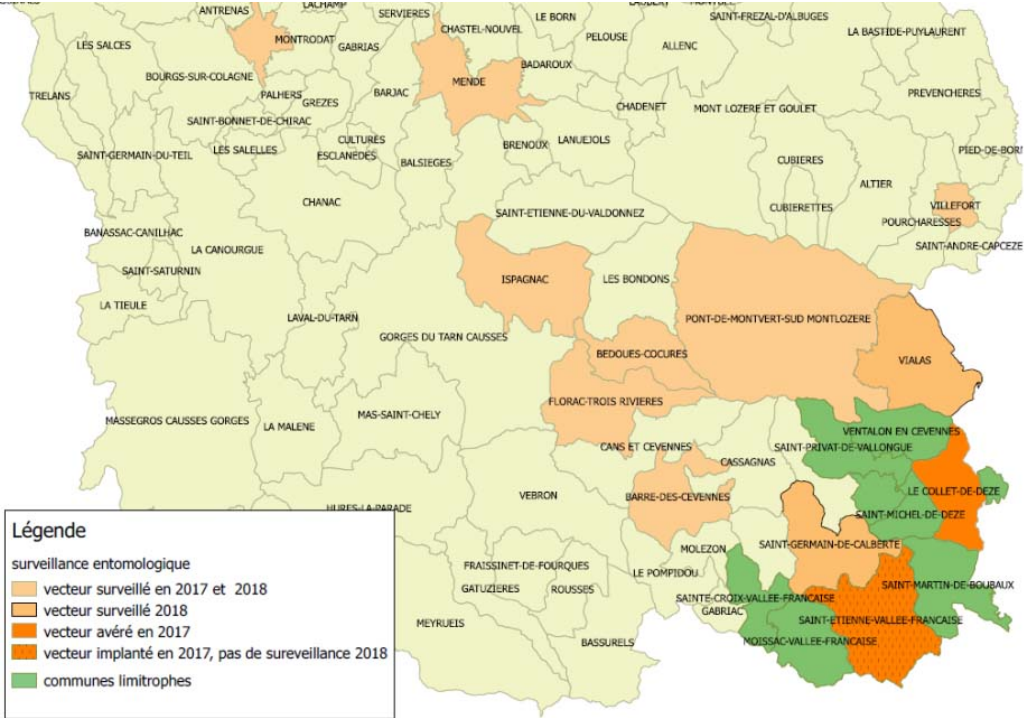 ANTRENAS
LACHAMP
SERVIERES
CHASTEL-NOUVEL
LE BORN
SAINT-FREZAL-D'ALBUGES
LA BASTIDE-PUYLAURENT
LES SALCES
MONTRODAT
GABRIAS
PELOUSE
ALLENC
BOURGS-SUR-COLAGNE
MENDE
BADAROUX
TRELANS
PALHERS
GREZES
BARJAC
CHADENET
MONT LOZERE ET GOULET
PREVENCHERES
SAINT-BONNET-DE-CHIRAC
SAINT-GERMAIN-DU-TEIL
LES SALELLES
CULTURES
ESCLANEDES
BALSIEGES
BRENOUX
LANUEJOLS
CUBIERES
PIED-DE-BOR
CHANAC
ALTIER
CUBIERETTES
VILLEFORT
SAINT-ETIENNE-DU-VALDONNEZ
POURCHARESSES
BANASSAC-CANILHAC
LA CANOURGUE
SAINT-ANDRE-CAPCEZE
SAINT-SATURNIN
ISPAGNAC
LES BONDONS
LA TIEULE
LAVAL-DU-TARN
GORGES DU TARN CAUSSES
PONT-DE-MONTVERT-SUD MONTLOZERE
BEDOUES-COCURES
VIALAS
FLORAC-TROIS RIVIERES
MASSEGROS CAUSSES GORGES
LA MALENE
MAS-SAINT-CHELY
VENTALON EN CEVENNES
CANS ET CEVENNES
SAINT-PRIVAT-DE-VALLONGUE
CASSAGNAS
VEBRON
BARRE-DES-CEVENNES
LE COLLET-DE-DEZE
HURES-LA-PARADE
SAINT-MICHEL-DE-DEZE
MOLEZON
SAINT-GERMAIN-DE-CALBERTE
FRAISSINET-DE-FOURQUES
LE POMPIDOU
GATUZIERES
ROUSSES
SAINT-MARTIN-DE-BOUBAUX
SAINTE-CROIX-VALLEE-FRANCAISE
GABRIAC
MEYRUEIS
SAINT-ETIENNE-VALLEE-FRANCAISE
BASSURELS
MOISSAC-VALLEE-FRANCAISE
Légende
surveillance entomologique
vecteur surveillé en 2017 et 2018
vecteur surveillé 2018
vecteur avéré en 2017
vecteur implanté en 2017, pas de sureveillance 2018
communes limitrophes